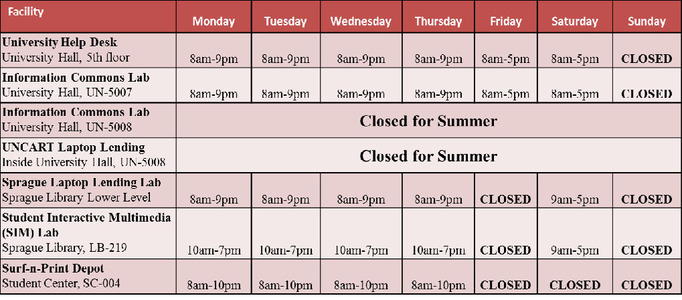 Facility Monday Tuesday Wednesday Thursday Friday Saturday Sunday
University Help Desk
University Hall, 5th floor 8am-9pm 8am-9pm 8am-9pm 8am-9pm 8am-5pm 8am-5pm CLOSED
Information Commons Lab
University Hall, UN-5007 8am-9pm 8am-9pm 8am-9pm 8am-9pm 8am-5pm 8am-5pm CLOSED
Information Commons Lab
University Hall, UN-5008 Closed for Summer
UNCART Laptop Lending
Inside University Hall, UN-5008 Closed for Summer
Sprague Laptop Lending Lab
Sprague Library Lower Level 8am-9pm 8am-9pm 8am-9pm 8am-9pm CLOSED 9am-5pm CLOSED
Student Interactive Multimedia
(SIM) Lab
Sprague Library, LB-219 10am-7pm 10am-7pm 10am-7pm 10am-7pm CLOSED 9am-5pm CLOSED
Surf-n-Print Depot
Student Center, SC-004 8am-10pm 8am-10pm 8am-10pm 8am-10pm CLOSED CLOSED CLOSED